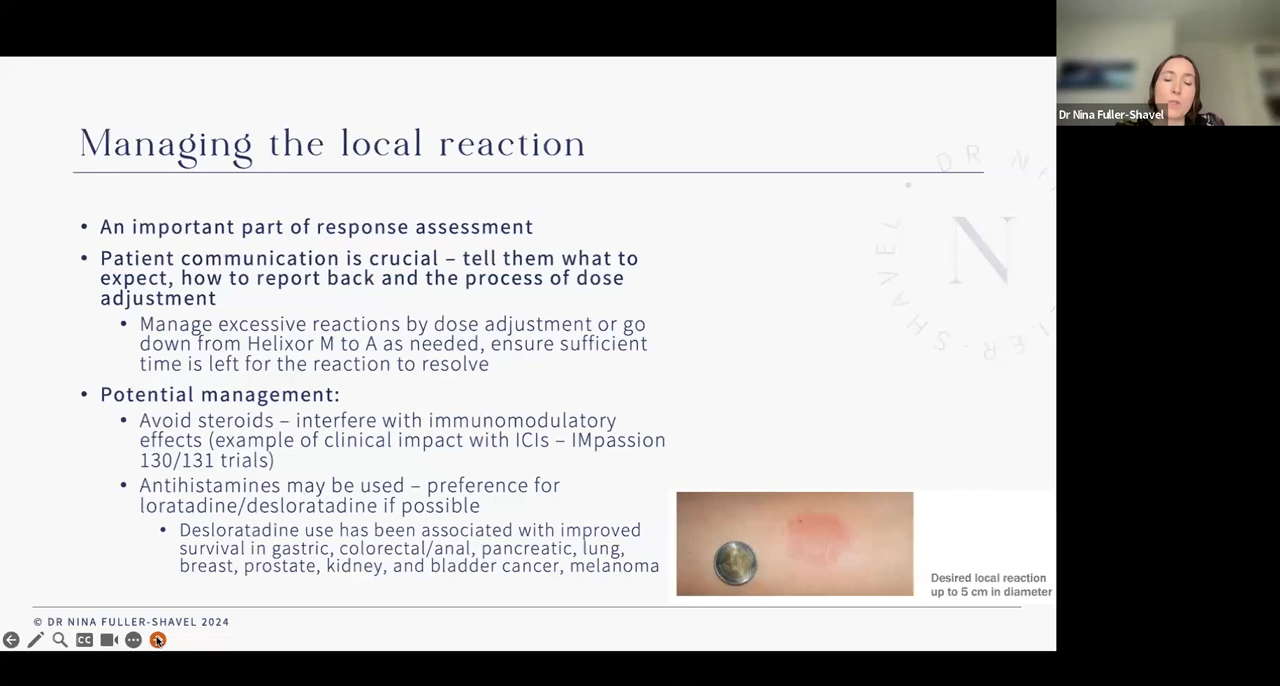 Dr Nina Fuller-Shavel
Managing the local reaction
• An important part of response assessment
• Patient communication is crucial – tell them what to
expect, how to report back and the process of dose
adjustment
• Manage excessive reactions by dose adjustment or go
down from Helixor M to A as needed, ensure sufficient
time is left for the reaction to resolve
• Potential management:
• Avoid steroids – interfere with immunomodulatory
effects (example of clinical impact with ICIs – IMpassion
130/131 trials)
• Antihistamines may be used – preference for
loratadine/desloratadine if possible
• Desloratadine use has been associated with improved
survival in gastric, colorectal/anal, pancreatic, lung,
breast, prostate, kidney, and bladder cancer, melanoma
Desired local reaction
up to 5 cm in diameter
© DR NINA FULLER-SHAVEL 2024
CC
N